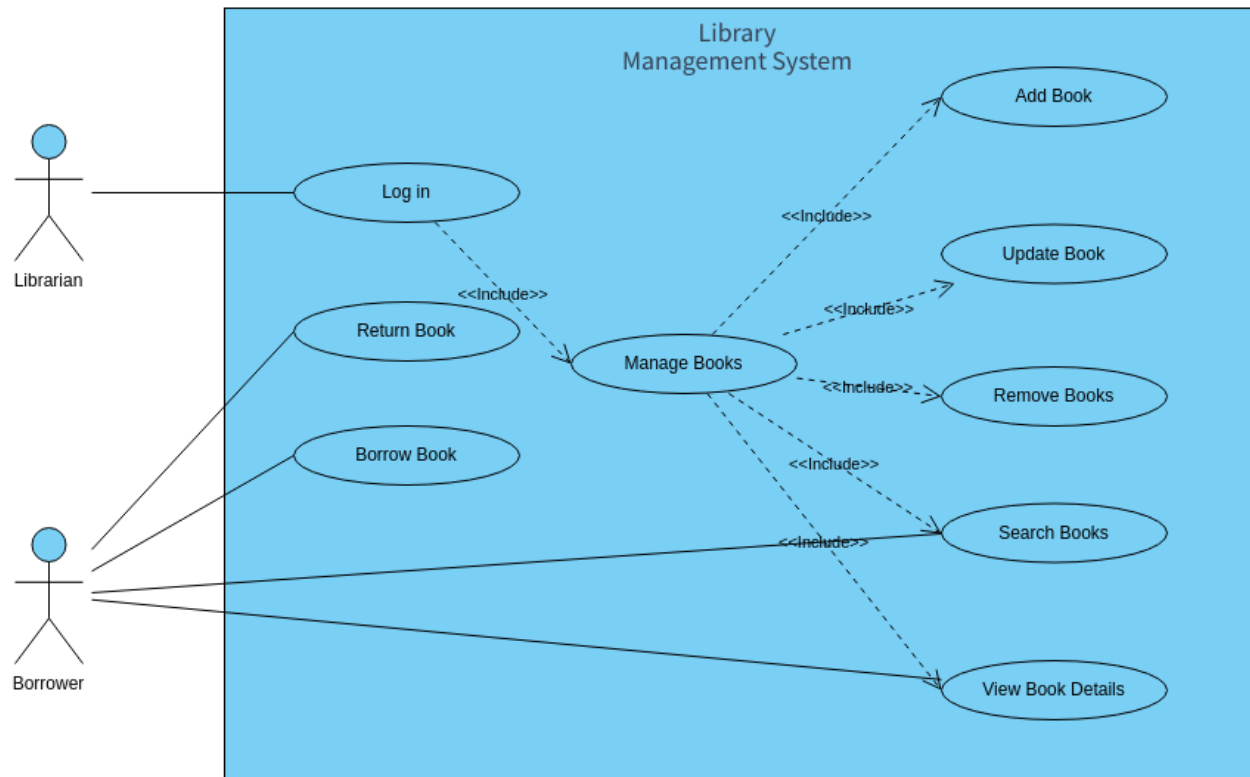 Library
Management System
Add Book
Log in
<<Include>>
Update Book
Librarian
<<Include>>
<<Include>>
Return Book
Manage Books
<<Include>>
Remove Books
Borrow Book
<<Include>>
Search Books
<<Include>>
Borrower
View Book Details